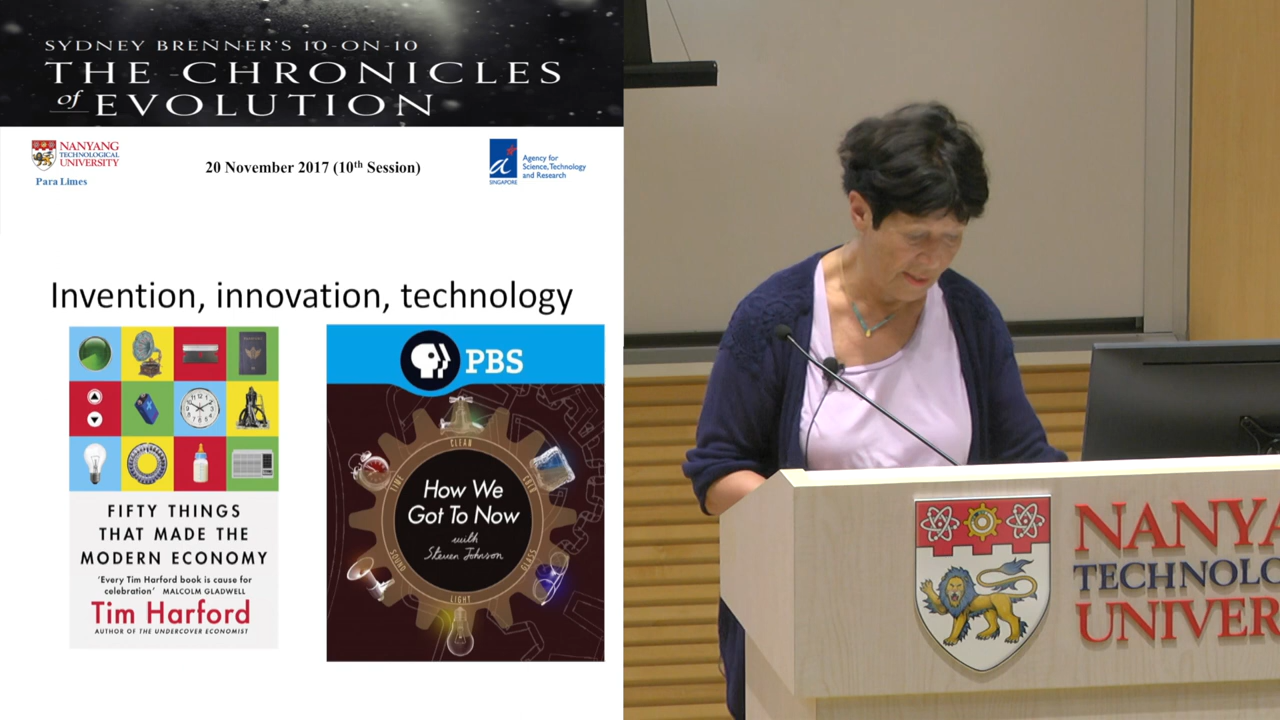 SYDNEY BRENNER'S 10-ON-10
THE CHRONICLES
of EVOLUTION
NANYANG
TECHNOLOGICAL
UNIVERSITY
Para Limes
20 November 2017 (10th Session)
a
SINGAPORE
Agency for
Science, Technology
and Research
Invention, innovation, technology
FIFTY THINGS
THAT MADE THE
MODERN ECONOMY
'Every Tim Harford book is cause for
celebration' MALCOLM GLADWELL
Tim Harford
AUTHOR OF THE UNDERCOVER ECONOMIST
PBS
CLEAN
TIME
COLD
How We
Got To Now
with
Steven Johnson
SOUND
GLASS
LIGHT
NANYA
TECHNOLO
UNIVER